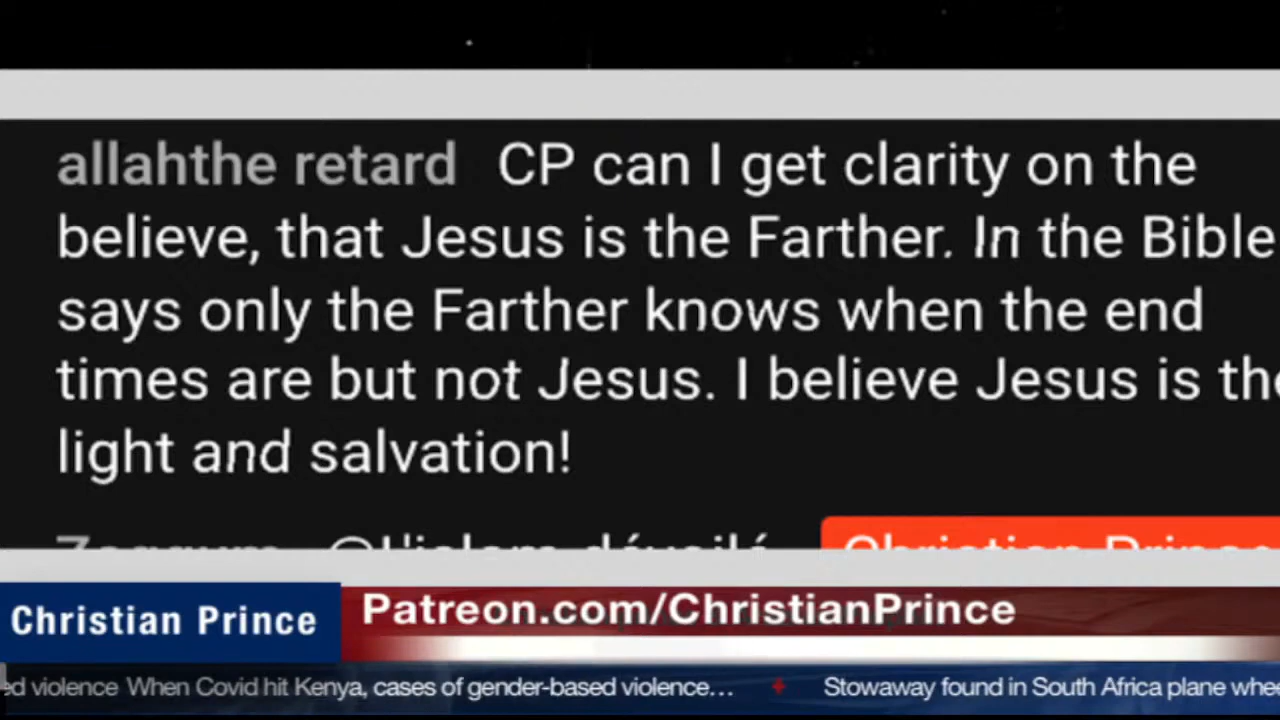 allahthe retard CP can I get clarity on the
believe, that Jesus is the Farther. In the Bible
says only the Farther knows when the end
times are but not Jesus. I believe Jesus is the
light and salvation!
Christian Prince
Christian Prince Patreon.com/ChristianPrince
violence When Covid hit Kenya, cases of gender-based violence... Stowaway found in South Africa plane